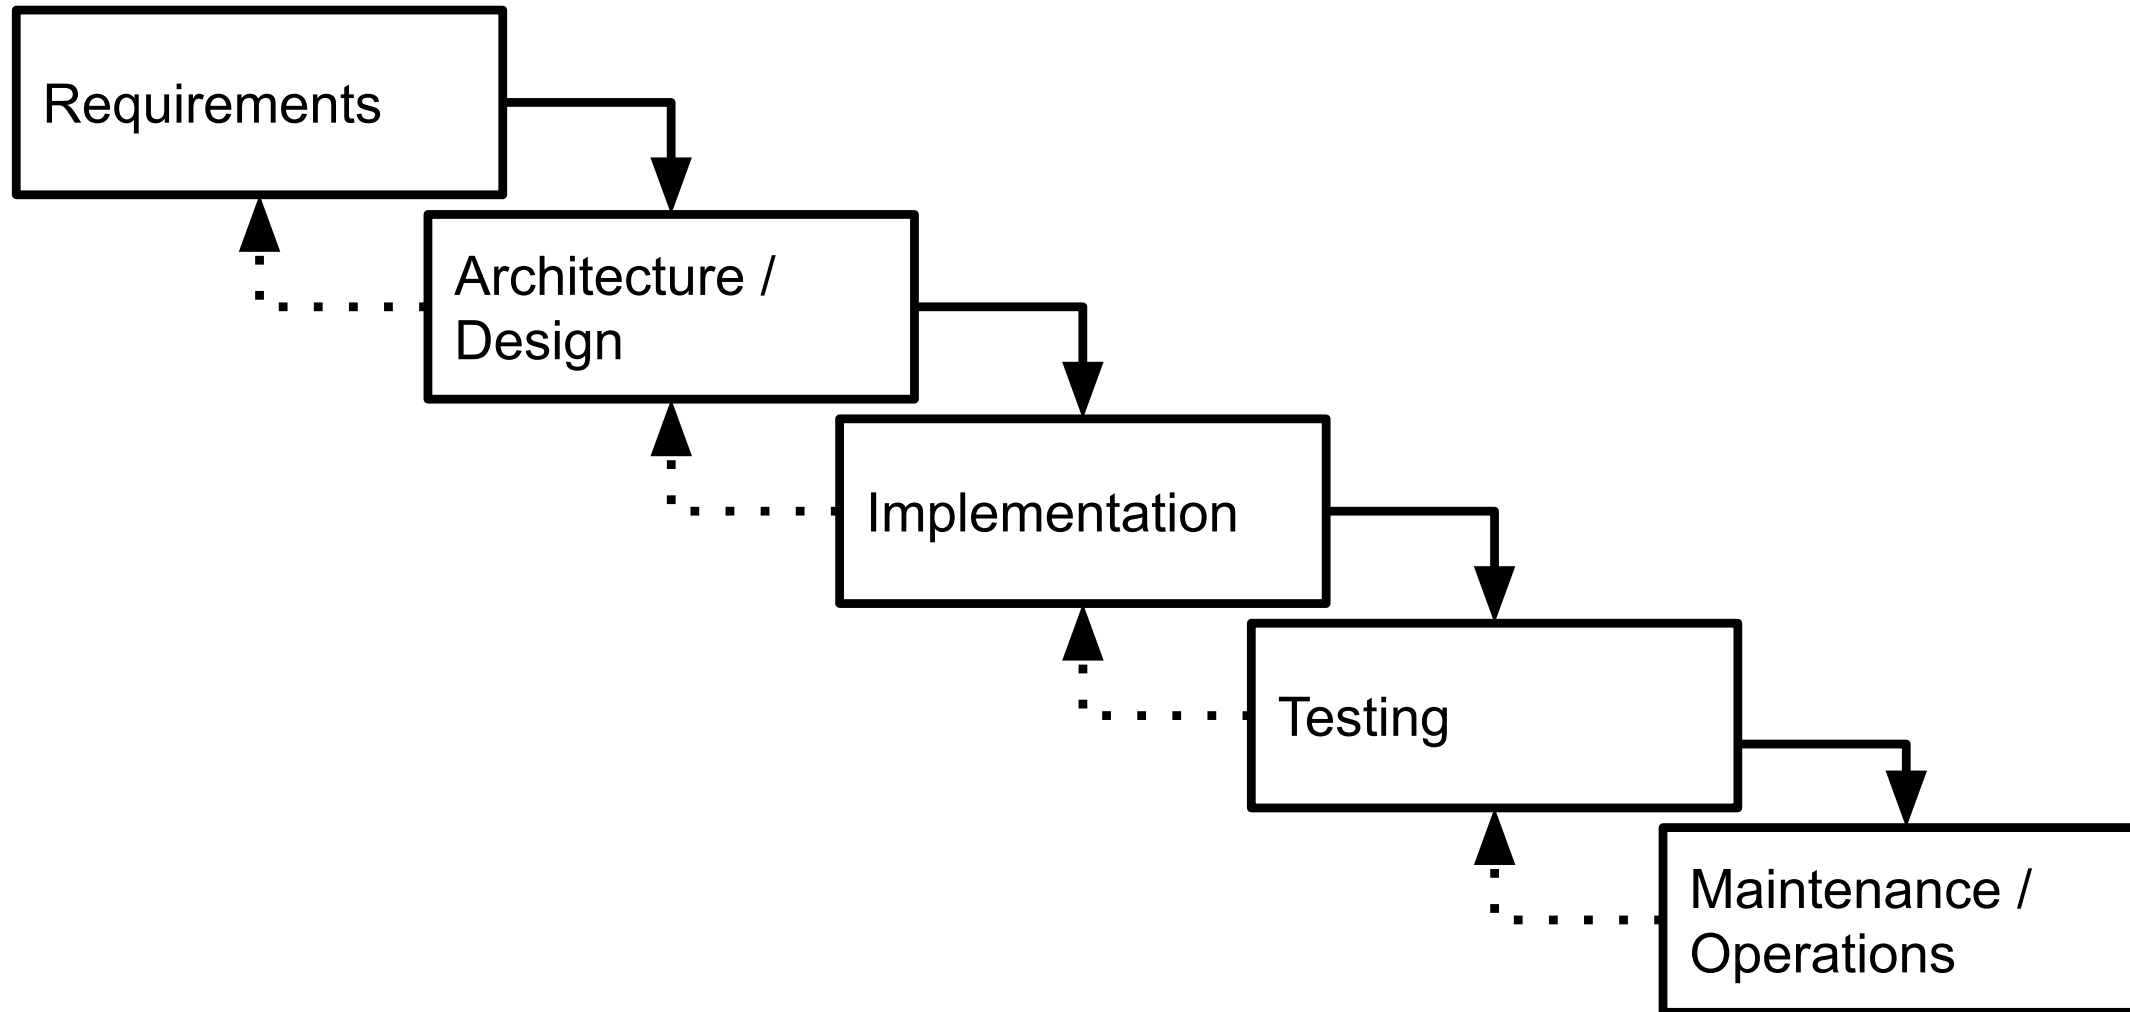 Requirements
Architecture /
Design
Implementation
Testing
Maintenance /
Operations